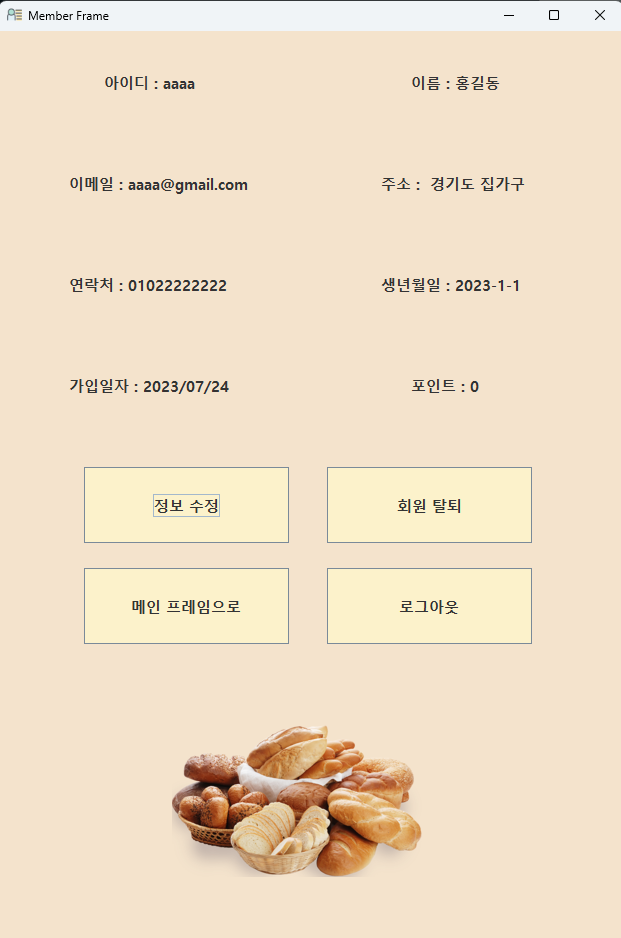 Member Frame
아이디 : aaaa
이름 : 홍길동
이메일 : aaaa@gmail.com
주소 :  경기도 집가구
연락처 : 01022222222
생년월일 : 2023-1-1
가입일자 : 2023/07/24
포인트 : 0
정보 수정
회원 탈퇴
메인 프레임으로
로그아웃